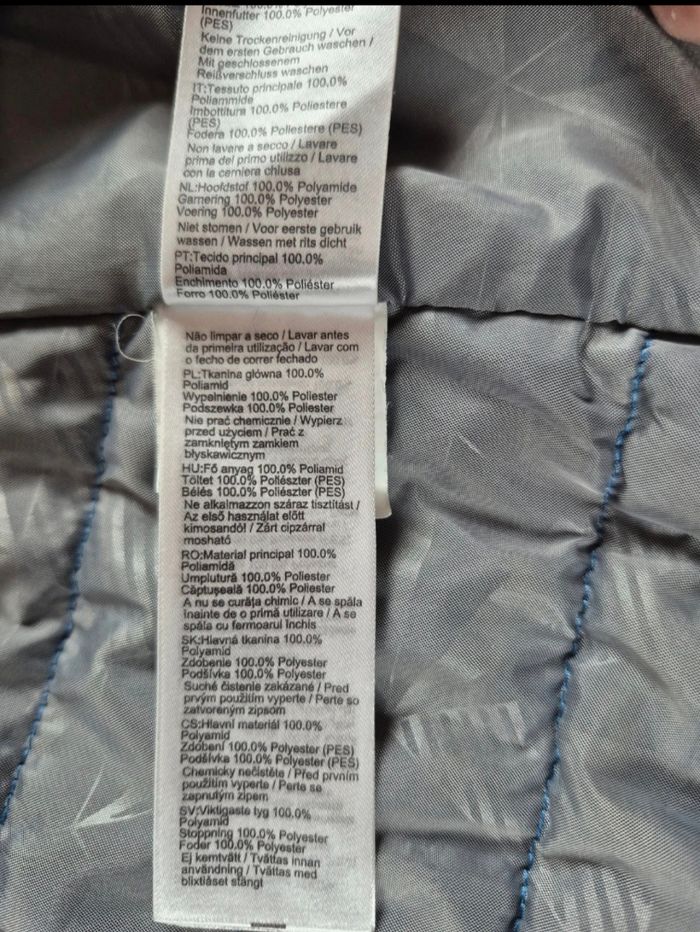 Innenfutter 100.0% Polyester
(PES)
Keine Trockenreinigung / Vor
dem ersten Gebrauch waschen /
Mit geschlossenem
Reißverschluss waschen
IT:Tessuto principale 100.0%
Poliammide
Imbottitura 100.0% Poliestere
(PES)
Fodera 100.0% Poliestere (PES)
Non lavare a secco / Lavare
prima del primo utilizzo / Lavare
con la cerniera chiusa
NL:Hoofdstof 100.0% Polyamide
Garnering 100.0% Polyester
Voering 100.0% Polyester
Niet stomen / Voor eerste gebruik
wassen / Wassen met rits dicht
PT:Tecido principal 100.0%
Poliamida
Enchimento 100.0% Poliéster
Forro 100.0% Poliéster
Não limpar a seco / Lavar antes
da primeira utilização / Lavar com
o fecho de correr fechado
PL:Tkanina główna 100.0%
Poliamid
Wypełnienie 100.0% Poliester
Podszewka 100.0% Poliester
Nie prać chemicznie / Wypierz
przed użyciem / Prać z
zamkniętym zamkiem
błyskawicznym
HU:Fő anyag 100.0% Poliamid
Töltet 100.0% Poliészter (PES)
Bélés 100.0% Poliészter (PES)
Ne alkalmazzon száraz tisztítást /
Az első használat előtt
kimosandó! / Zárt cipzárral
mosható
RO:Material principal 100.0%
Poliamidă
Umplutură 100.0% Poliester
Căptuşeală 100.0% Poliester
A nu se curăţa chimic / A se spăla
înainte de o primă utilizare / A se
spăla cu fermoarul închis
SK:Hlavná tkanina 100.0%
Polyamid
Zdobenie 100.0% Polyester
Podšívka 100.0% Polyester
Suché čistenie zakázané / Pred
prvým použitím vyperte / Perte so
zatvoreným zipsom
CS:Hlavní materiál 100.0%
Polyamid
Zdobení 100.0% Polyester (PES)
Podšívka 100.0% Polyester (PES)
Chemicky nečistěte / Před prvním
použitím vyperte / Perte se
zapnutým zipem
SV:Viktigaste tyg 100.0%
Polyamid
Stoppning 100.0% Polyester
Foder 100.0% Polyester
Ej kemtvätt / Tvättas innan
användning / Tvättas med
blixtlåset stängt